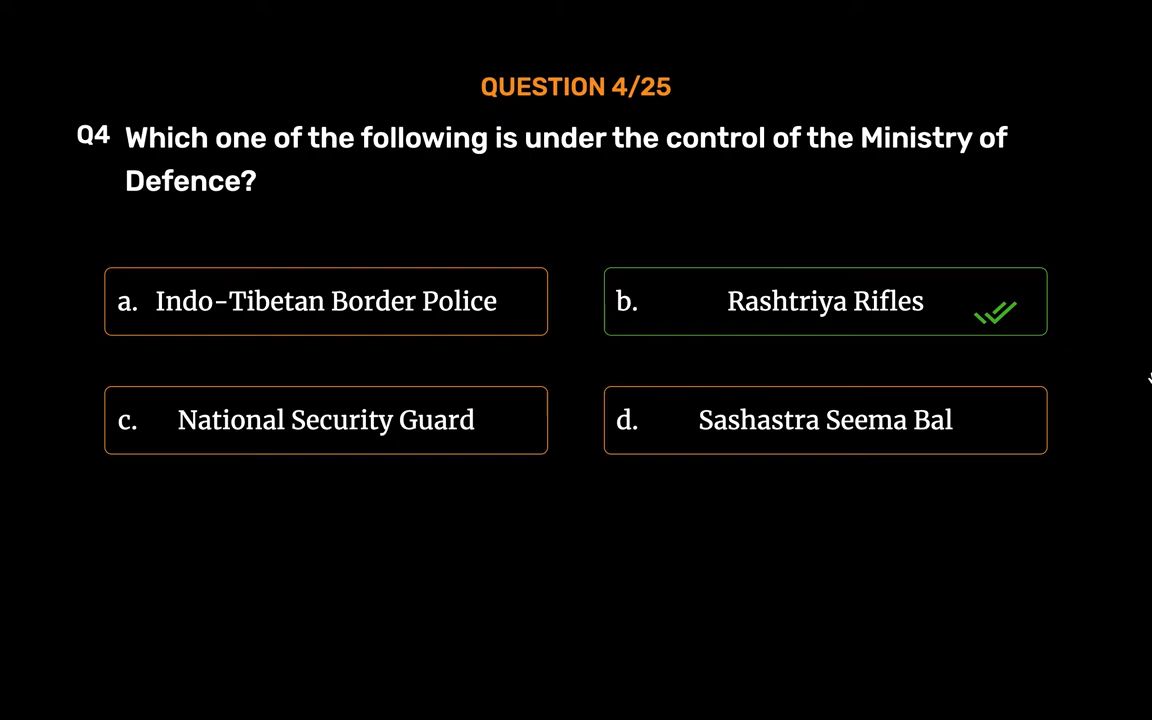 QUESTION 4/25
Q4 Which one of the following is under the control of the Ministry of
Defence?
a. Indo-Tibetan Border Police
b. Rashtriya Rifles
c. National Security Guard
d. Sashastra Seema Bal